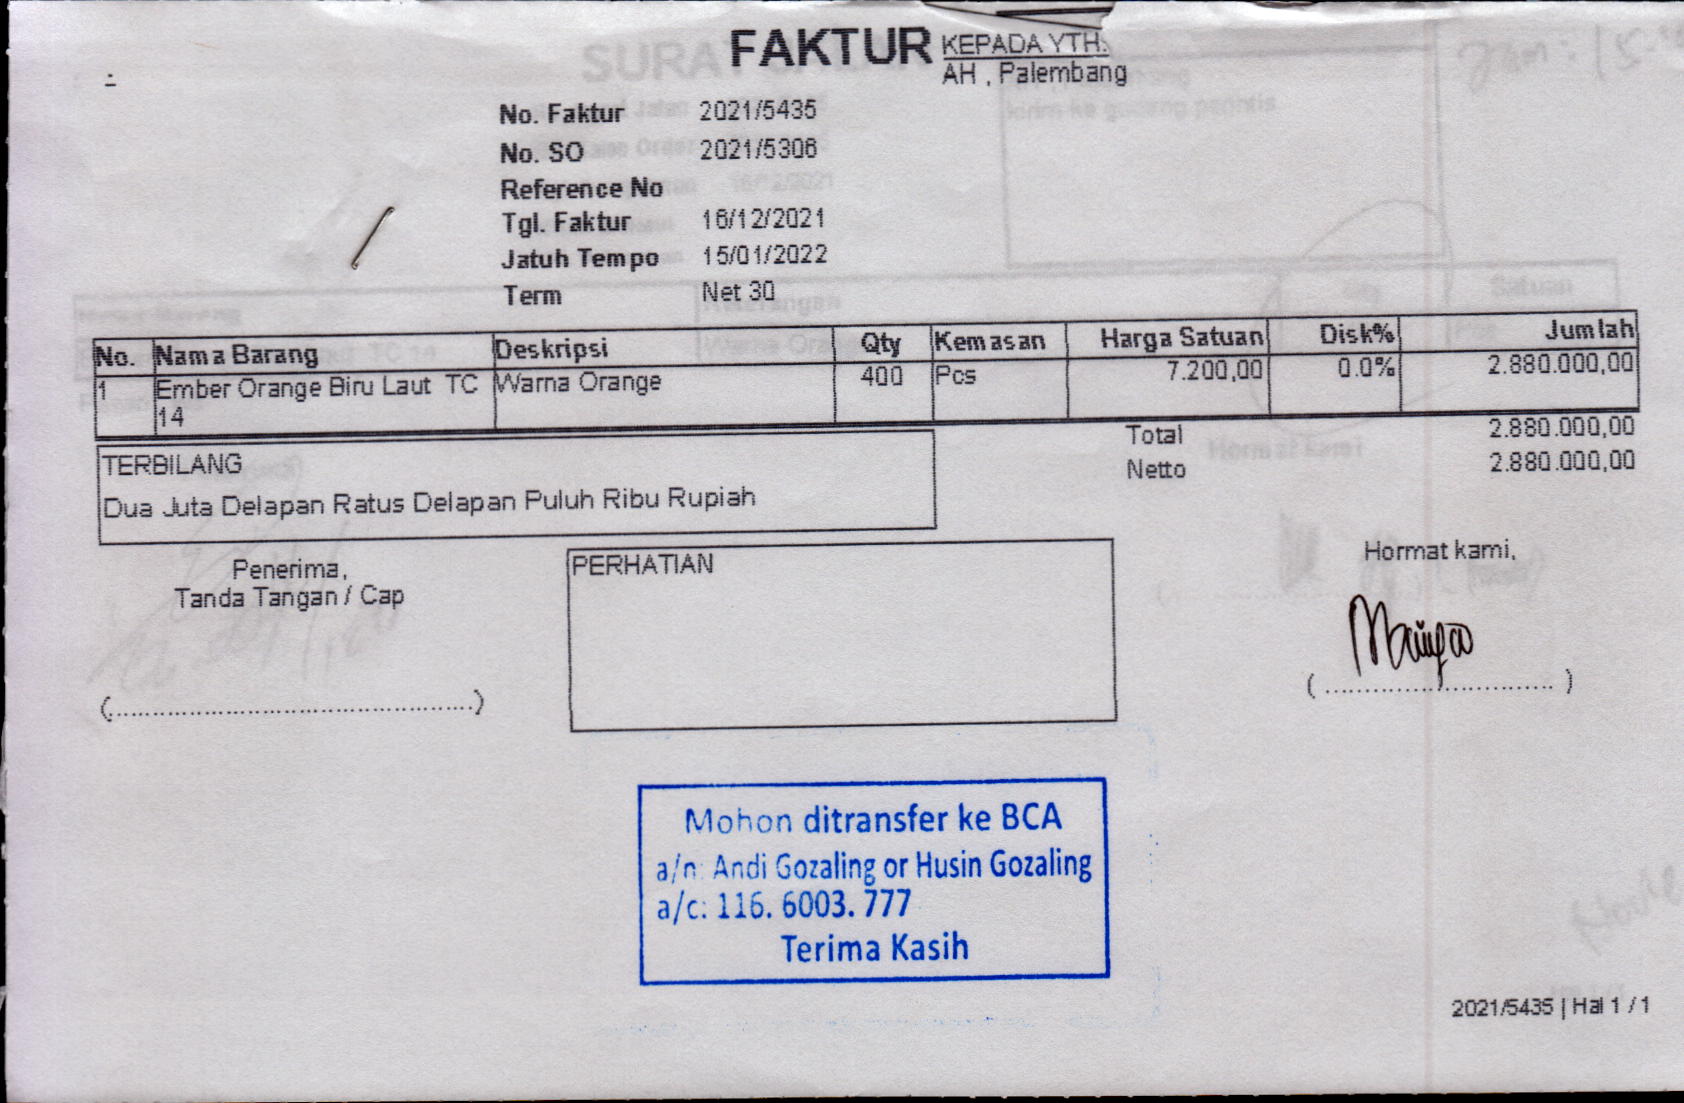 FAKTUR
KEPADA YTH.
AH , Palembang
No. Faktur 2021/5435
No. SO 2021/5306
Reference No
Tgl. Faktur 16/12/2021
Jatuh Tempo 15/01/2022
Term Net 30
No. Nama Barang Deskripsi Qty Kemasan Harga Satuan Disk% Jumlah
1 Ember Orange Biru Laut TC Warna Orange 400 Pcs 7.200,00 0.0% 2.880.000,00
14
Total 2.880.000,00
Netto 2.880.000,00
TERBILANG
Dua Juta Delapan Ratus Delapan Puluh Ribu Rupiah
Penerima,
Tanda Tangan / Cap
(................................................)
PERHATIAN
Hormat kami,
( .............................. )
Mohon ditransfer ke BCA
a/n: Andi Gozaling or Husin Gozaling
a/c: 116. 6003. 777
Terima Kasih
2021/5435 | Hal 1 / 1